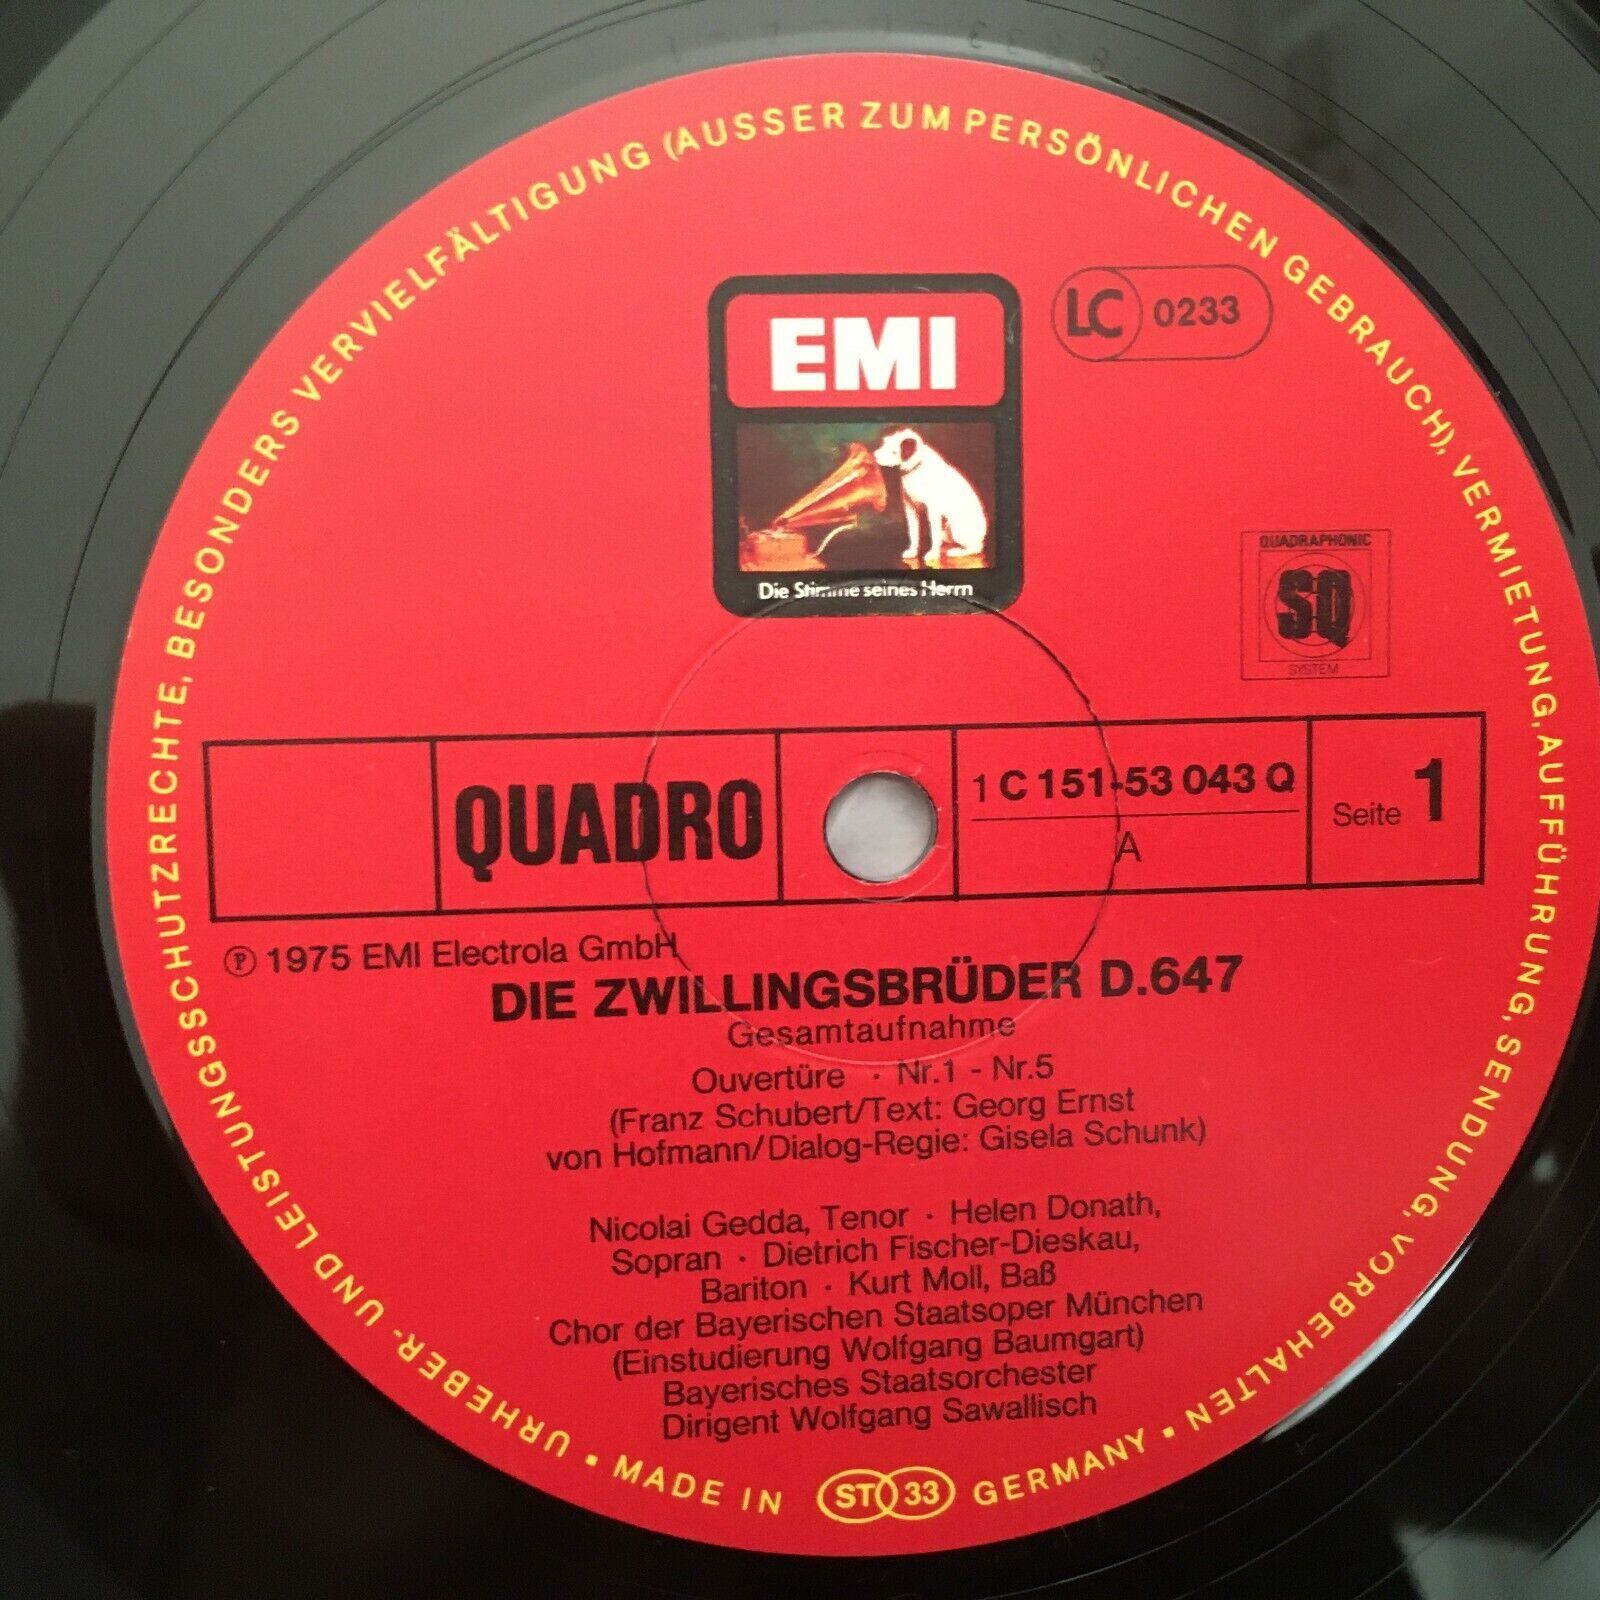 URHEBER- UND LEISTUNGSSCHUTZRECHTE, BESONDERS VERVIELFÄLTIGUNG (AUSSER ZUM PERSÖNLICHEN GEBRAUCH), VERMIETUNG, AUFFÜHRUNG, SENDUNG, VORBEHALTEN ▪
EMI
LC 0233
Die Stimme seines Herrn
QUADRAPHONIC
SQ
SYSTEM
QUADRO
1 C 151-53 043 Q
A
Seite 1
℗ 1975 EMI Electrola GmbH
DIE ZWILLINGSBRÜDER D.647
Gesamtaufnahme
Ouvertüre · Nr.1 - Nr.5
(Franz Schubert/Text: Georg Ernst
von Hofmann/Dialog-Regie: Gisela Schunk)
Nicolai Gedda, Tenor · Helen Donath,
Sopran · Dietrich Fischer-Dieskau,
Bariton · Kurt Moll, Baß
Chor der Bayerischen Staatsoper München
(Einstudierung Wolfgang Baumgart)
Bayerisches Staatsorchester
Dirigent Wolfgang Sawallisch
▪ MADE IN ST 33 GERMANY